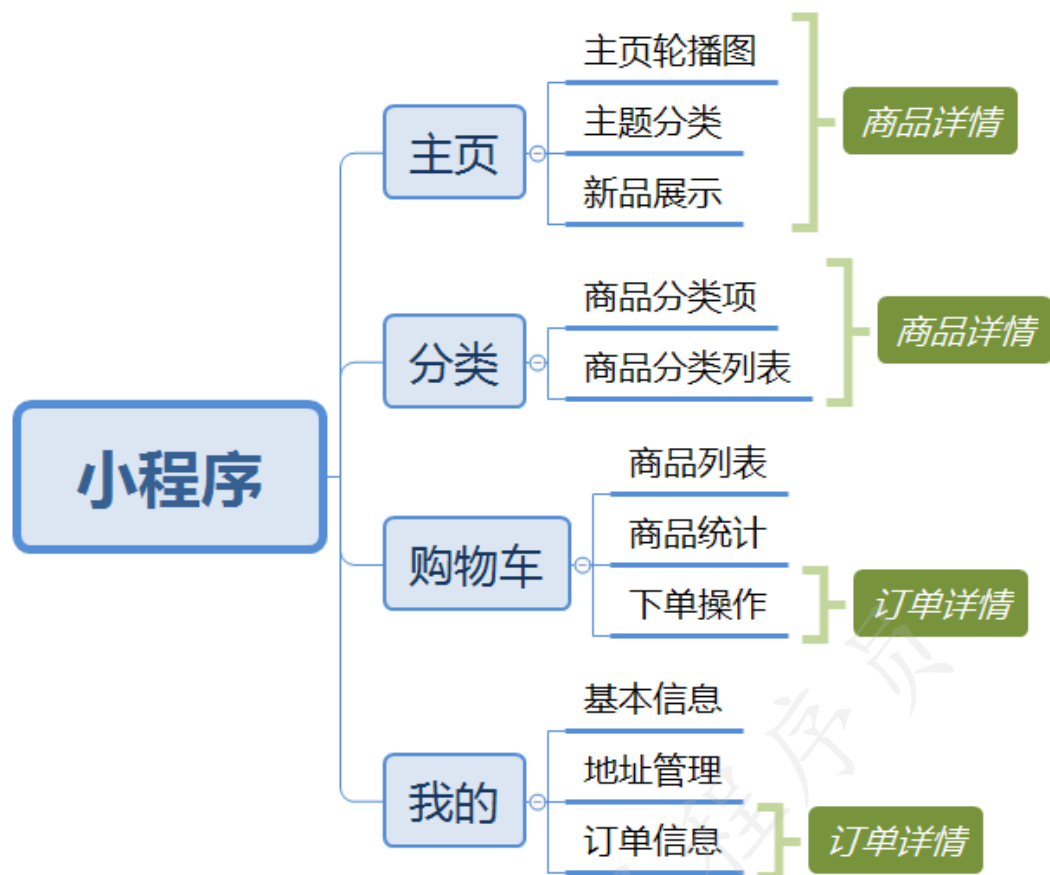 小程序
主页
主页轮播图
主题分类
新品展示
商品详情
分类
商品分类项
商品分类列表
商品详情
购物车
商品列表
商品统计
下单操作
订单详情
我的
基本信息
地址管理
订单信息
订单详情
程序员